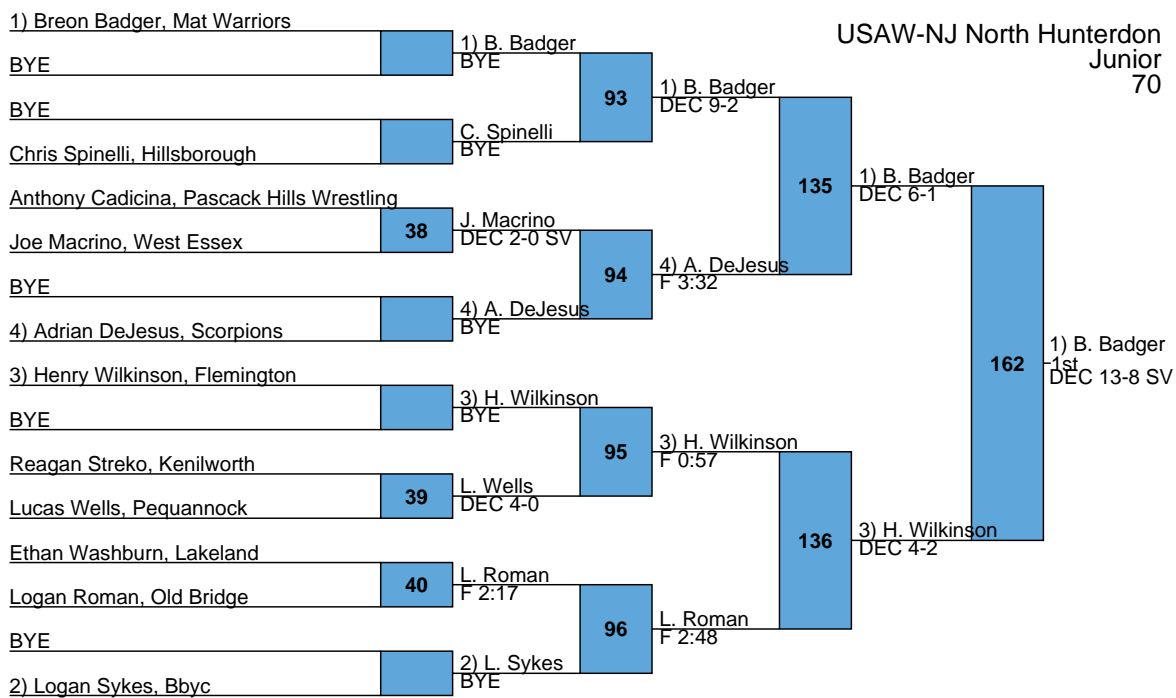 USAW-NJ North Hunterdon
Junior
70
1) Breon Badger, Mat Warriors
BYE
BYE
Chris Spinelli, Hillsborough
Anthony Cadicina, Pascack Hills Wrestling
Joe Macrino, West Essex
BYE
4) Adrian DeJesus, Scorpions
3) Henry Wilkinson, Flemington
BYE
Reagan Streko, Kenilworth
Lucas Wells, Pequannock
Ethan Washburn, Lakeland
Logan Roman, Old Bridge
BYE
2) Logan Sykes, Bbyc
38
39
40
1) B. Badger
BYE
C. Spinelli
BYE
J. Macrino
DEC 2-0 SV
4) A. DeJesus
BYE
3) H. Wilkinson
BYE
L. Wells
DEC 4-0
L. Roman
F 2:17
2) L. Sykes
BYE
93
94
95
96
1) B. Badger
DEC 9-2
4) A. DeJesus
F 3:32
3) H. Wilkinson
F 0:57
L. Roman
F 2:48
135
136
1) B. Badger
DEC 6-1
3) H. Wilkinson
DEC 4-2
162
1) B. Badger
1st
DEC 13-8 SV